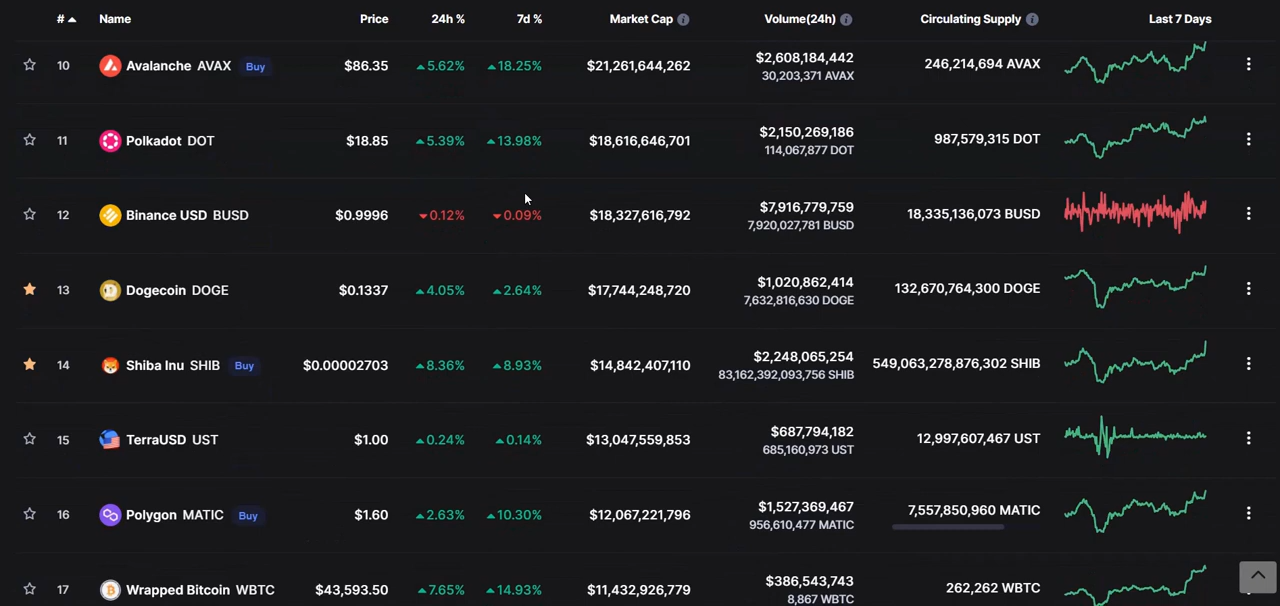 # Name Price 24h % 7d % Market Cap Volume(24h) Circulating Supply Last 7 Days
10 Avalanche AVAX Buy $86.35 5.62% 18.25% $21,261,644,262 $2,608,184,442 246,214,694 AVAX
30,203,371 AVAX
11 Polkadot DOT $18.85 5.39% 13.98% $18,616,646,701 $2,150,269,186 987,579,315 DOT
114,067,877 DOT
12 Binance USD BUSD $0.9996 0.12% 0.09% $18,327,616,792 $7,916,779,759 18,335,136,073 BUSD
7,920,027,781 BUSD
13 Dogecoin DOGE $0.1337 4.05% 2.64% $17,744,248,720 $1,020,862,414 132,670,764,300 DOGE
7,632,816,630 DOGE
14 Shiba Inu SHIB Buy $0.00002703 8.36% 8.93% $14,842,407,110 $2,248,065,254 549,063,278,876,302 SHIB
83,162,392,093,756 SHIB
15 TerraUSD UST $1.00 0.24% 0.14% $13,047,559,853 $687,794,182 12,997,607,467 UST
685,160,973 UST
16 Polygon MATIC Buy $1.60 2.63% 10.30% $12,067,221,796 $1,527,369,467 7,557,850,960 MATIC
956,610,477 MATIC
17 Wrapped Bitcoin WBTC $43,593.50 7.65% 14.93% $11,432,926,779 $386,543,743 262,262 WBTC
8,867 WBTC